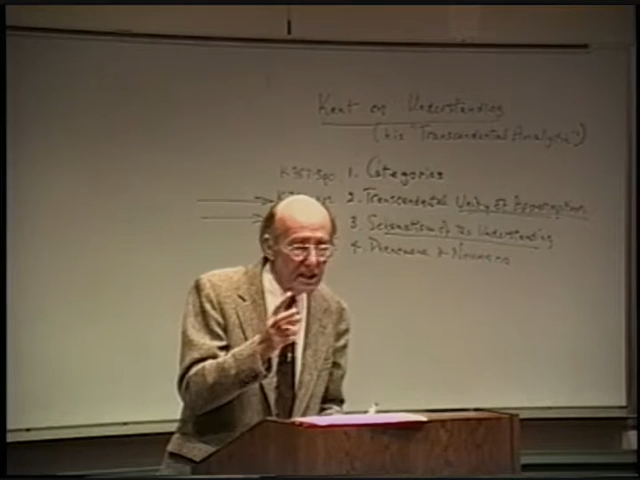 Kant on Understanding
(his "Transcendental Analytic")
1. Categories
2. Transcendental Unity of Apperception
3. Schematism of the Understanding
4. Phenomena & Noumena